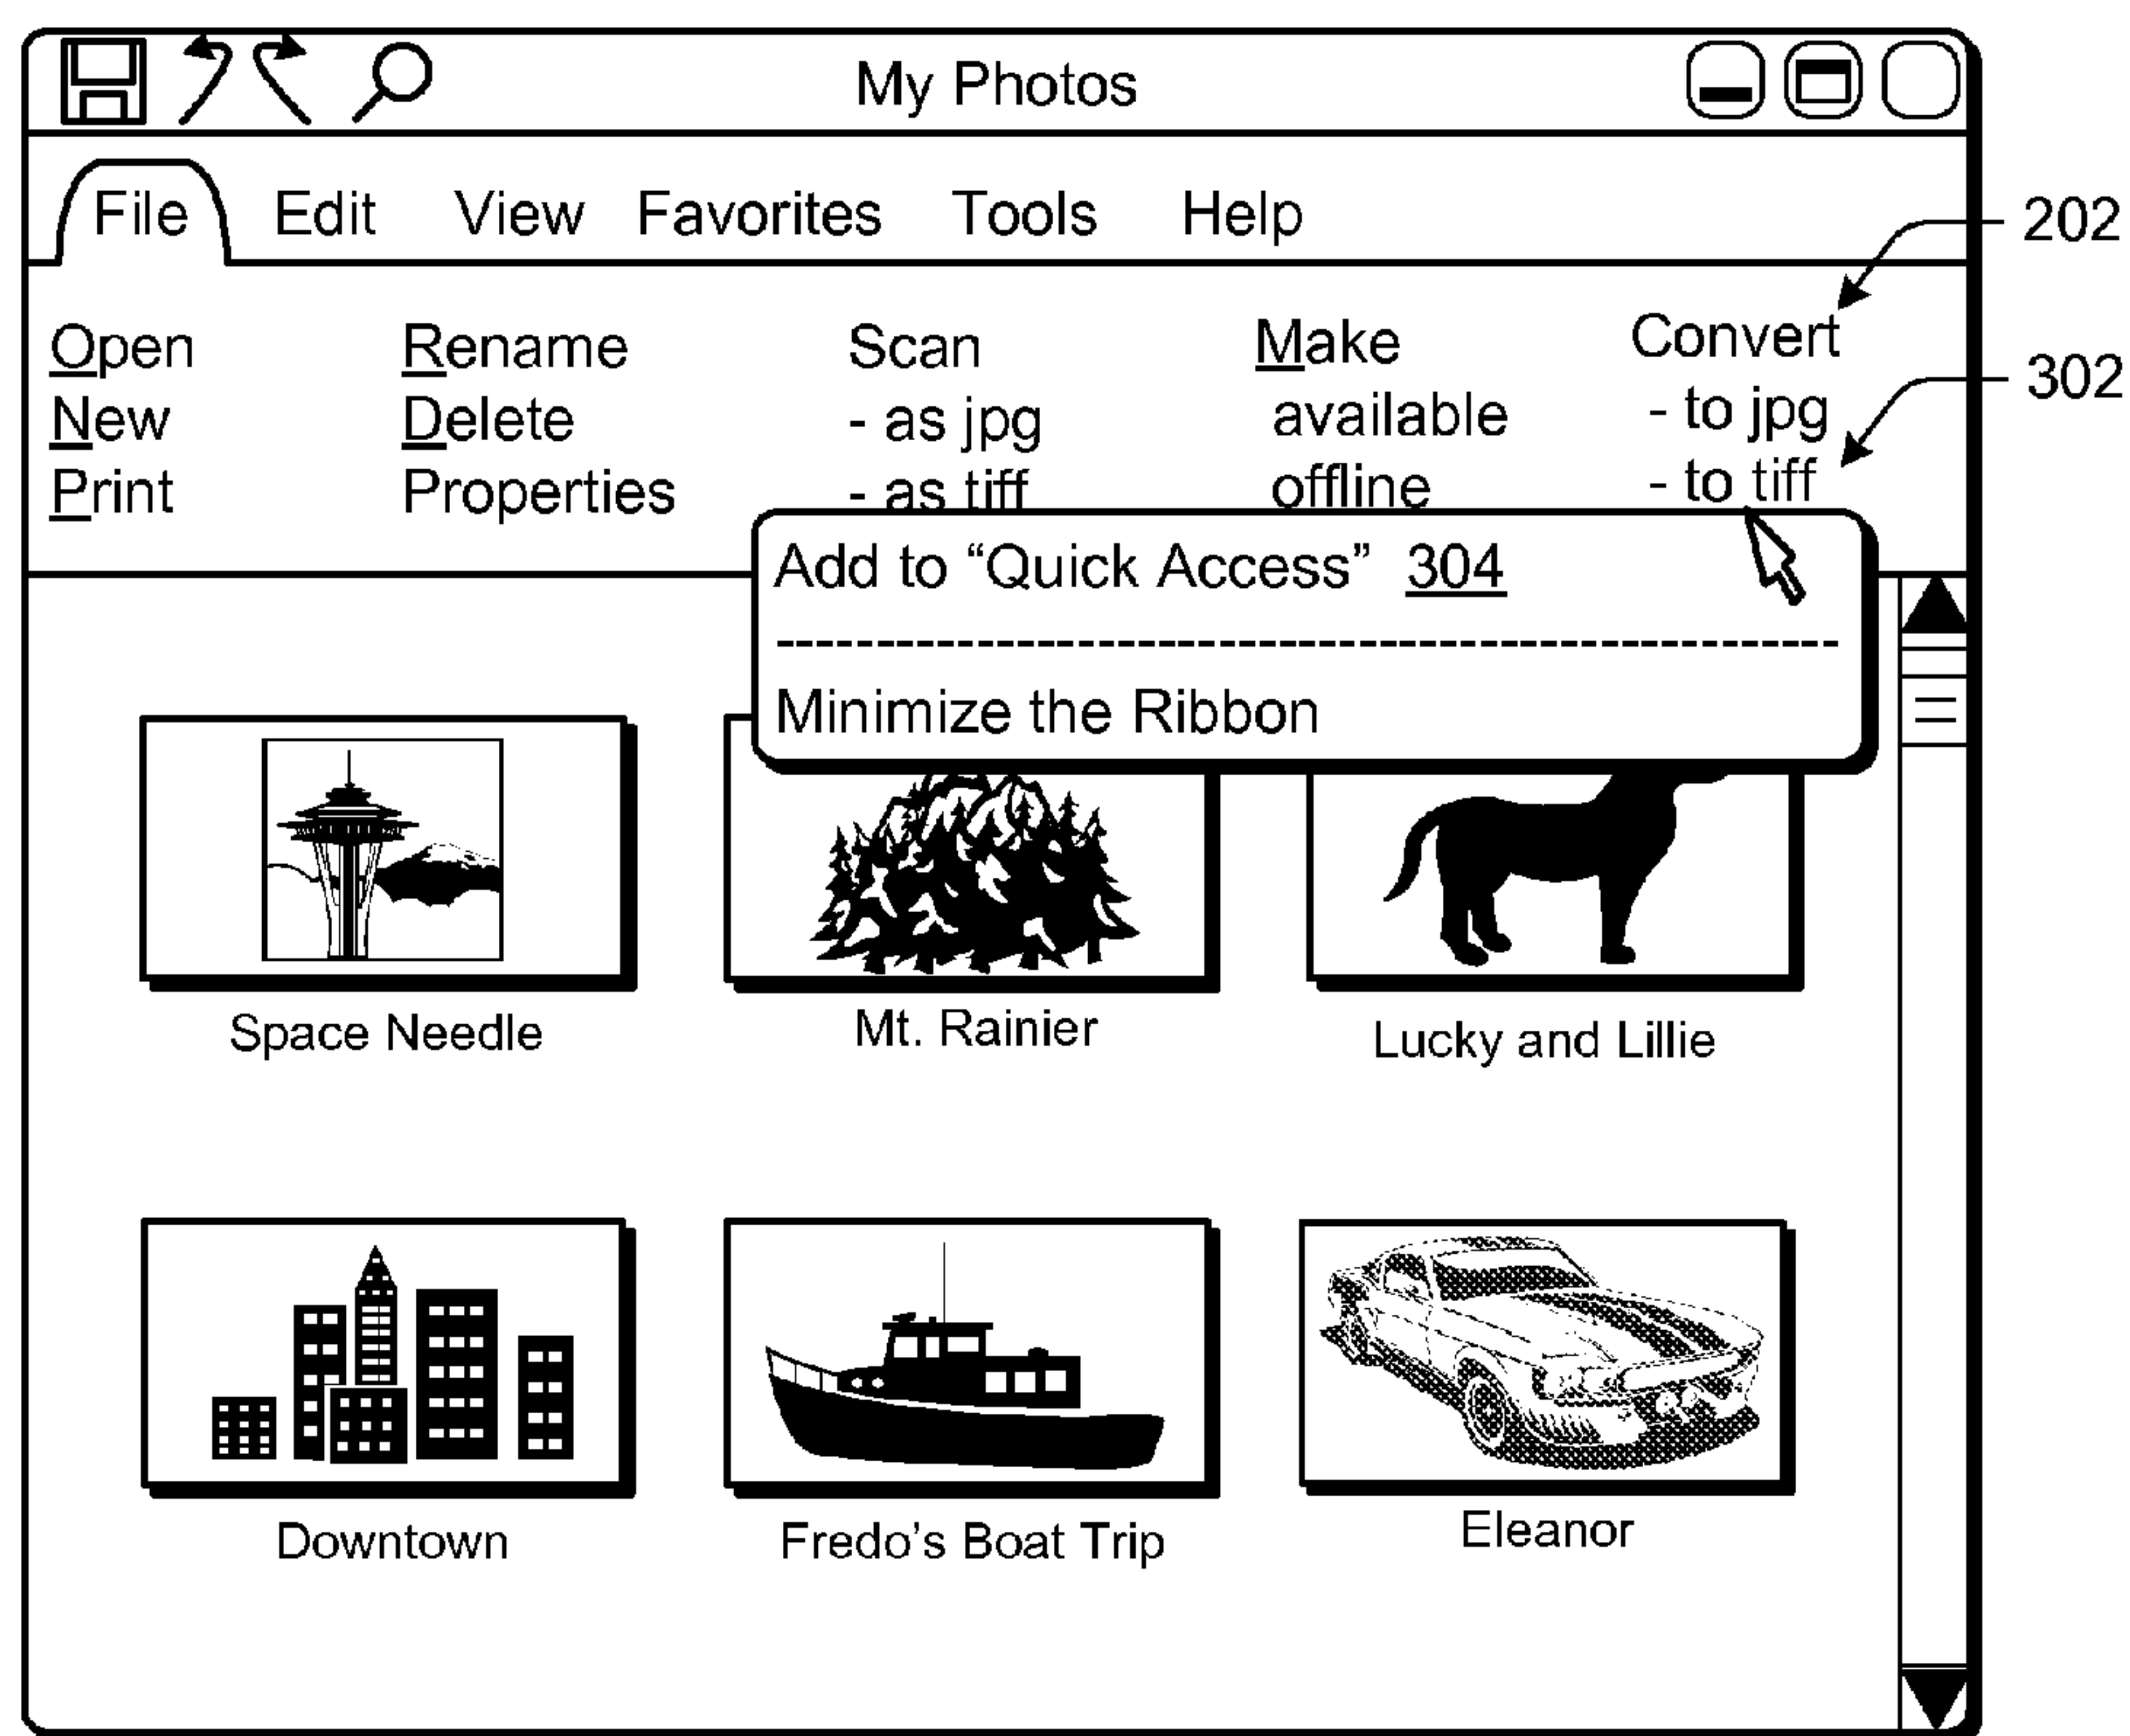 My Photos
File Edit View Favorites Tools Help
202
Open Rename Scan Make Convert
302
New Delete - as jpg available - to jpg
Print Properties - as tiff offline - to tiff
Add to “Quick Access” 304
Minimize the Ribbon
Space Needle Mt. Rainier Lucky and Lillie
Downtown Fredo’s Boat Trip Eleanor